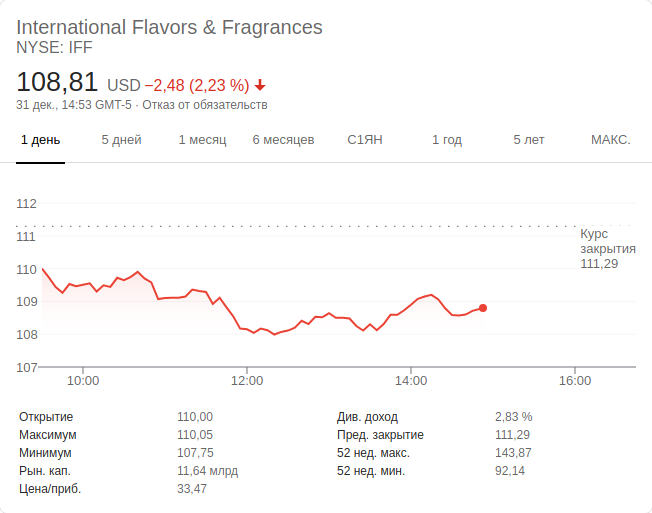 International Flavors & Fragrances
NYSE: IFF
108,81 USD −2,48 (2,23 %)
31 дек., 14:53 GMT-5 · Отказ от обязательств
1 день 5 дней 1 месяц 6 месяцев С1ЯН 1 год 5 лет МАКС.
112
111
110
109
108
107
Курс
закрытия
111,29
10:00 12:00 14:00 16:00
Открытие 110,00 Див. доход 2,83 %
Максимум 110,05 Пред. закрытие 111,29
Минимум 107,75 52 нед. макс. 143,87
Рын. кап. 11,64 млрд 52 нед. мин. 92,14
Цена/приб. 33,47